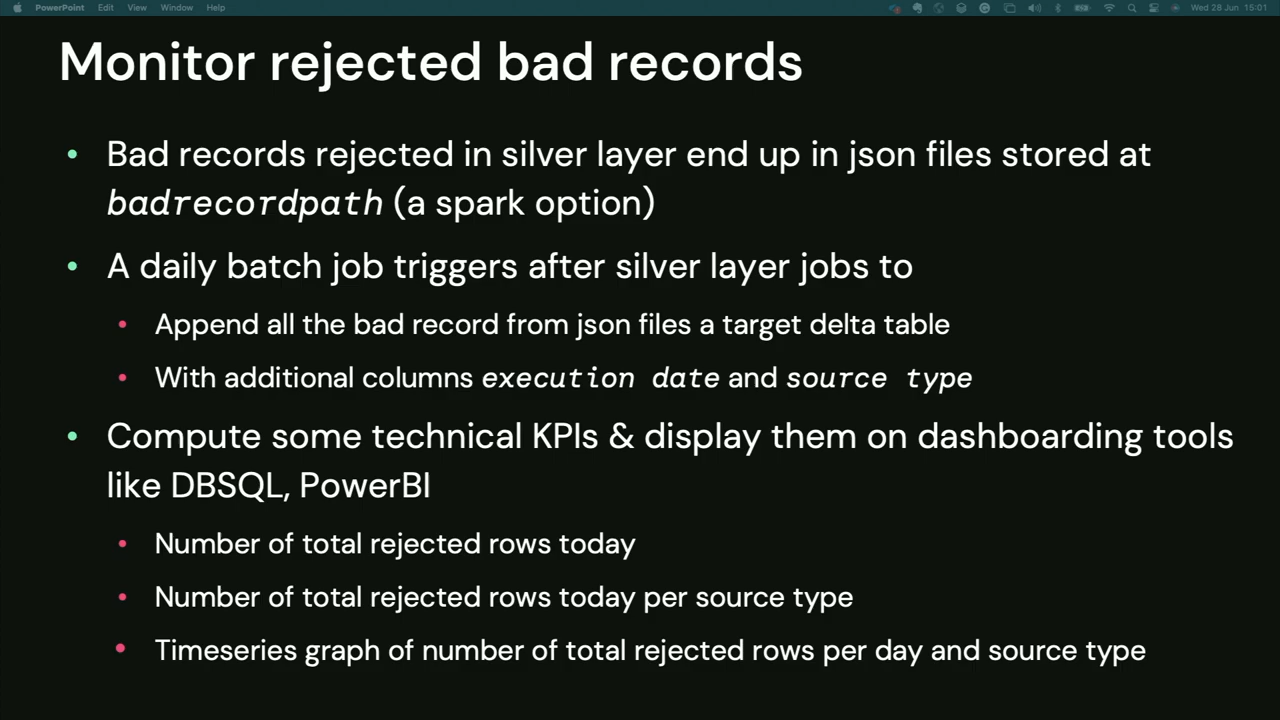 PowerPoint Edit View Window Help Wed 28 Jun 15:01
Monitor rejected bad records
• Bad records rejected in silver layer end up in json files stored at
badrecordpath (a spark option)
• A daily batch job triggers after silver layer jobs to
• Append all the bad record from json files a target delta table
• With additional columns execution date and source type
• Compute some technical KPIs & display them on dashboarding tools
like DBSQL, PowerBI
• Number of total rejected rows today
• Number of total rejected rows today per source type
• Timeseries graph of number of total rejected rows per day and source type